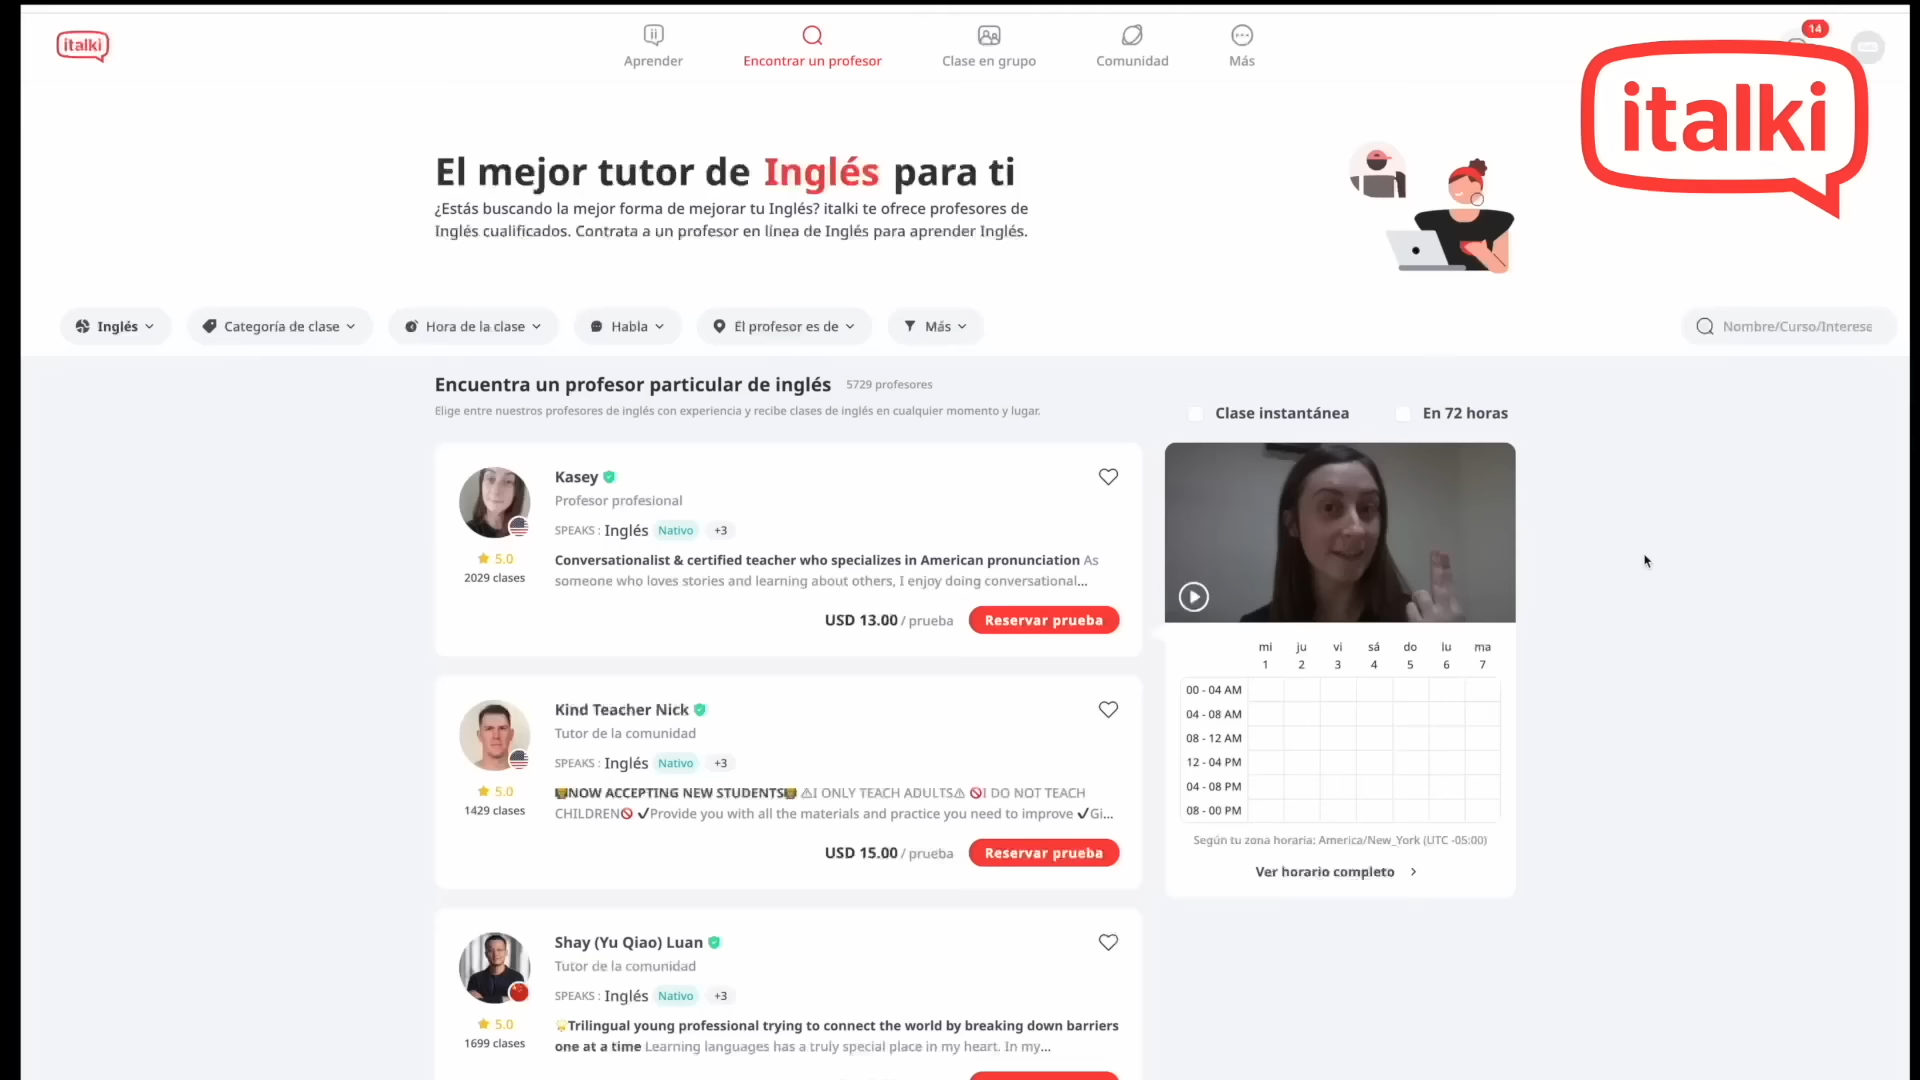 italki
Aprender
Encontrar un profesor
Clase en grupo
Comunidad
Más
14
italki
El mejor tutor de Inglés para ti
¿Estás buscando la mejor forma de mejorar tu Inglés? italki te ofrece profesores de
Inglés cualificados. Contrata a un profesor en línea de Inglés para aprender Inglés.
Inglés
Categoría de clase
Hora de la clase
Habla
El profesor es de
Más
Nombre/Curso/Interese
Encuentra un profesor particular de inglés 5729 profesores
Elige entre nuestros profesores de inglés con experiencia y recibe clases de inglés en cualquier momento y lugar.
Clase instantánea
En 72 horas
Kasey
Profesor profesional
SPEAKS : Inglés Nativo +3
5.0
2029 clases
Conversationalist & certified teacher who specializes in American pronunciation As
someone who loves stories and learning about others, I enjoy doing conversational...
USD 13.00 / prueba Reservar prueba
Kind Teacher Nick
Tutor de la comunidad
SPEAKS : Inglés Nativo +3
5.0
1429 clases
NOW ACCEPTING NEW STUDENTS ⚠I ONLY TEACH ADULTS⚠ 🚫I DO NOT TEACH
CHILDREN🚫 ✔Provide you with all the materials and practice you need to improve ✔Gi...
USD 15.00 / prueba Reservar prueba
Shay (Yu Qiao) Luan
Tutor de la comunidad
SPEAKS : Inglés Nativo +3
5.0
1699 clases
Trilingual young professional trying to connect the world by breaking down barriers
one at a time Learning languages has a truly special place in my heart. In my...
mi ju vi sá do lu ma
1 2 3 4 5 6 7
00 - 04 AM
04 - 08 AM
08 - 12 AM
12 - 04 PM
04 - 08 PM
08 - 00 PM
Según tu zona horaria: America/New_York (UTC -05:00)
Ver horario completo